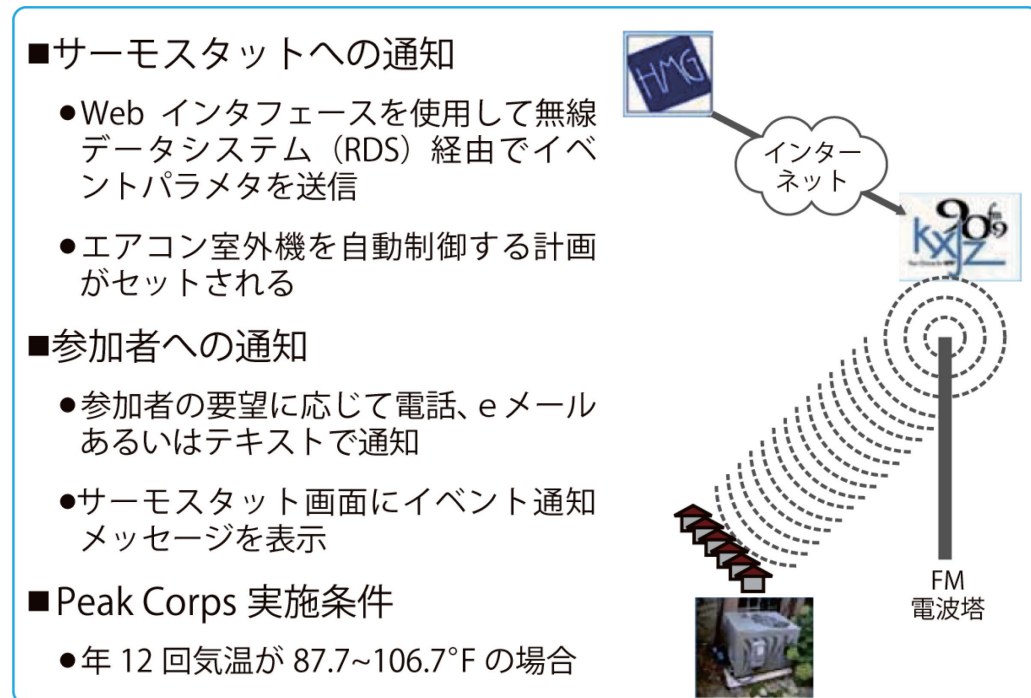 ■サーモスタットへの通知
●Web インタフェースを使用して無線
データシステム（RDS）経由でイベ
ントパラメタを送信
●エアコン室外機を自動制御する計画
がセットされる
■参加者への通知
●参加者の要望に応じて電話、e メール
あるいはテキストで通知
●サーモスタット画面にイベント通知
メッセージを表示
■Peak Corps 実施条件
●年 12 回気温が 87.7~106.7°F の場合
HMG
インター
ネット
90.9 fm
kxjz
FM
電波塔